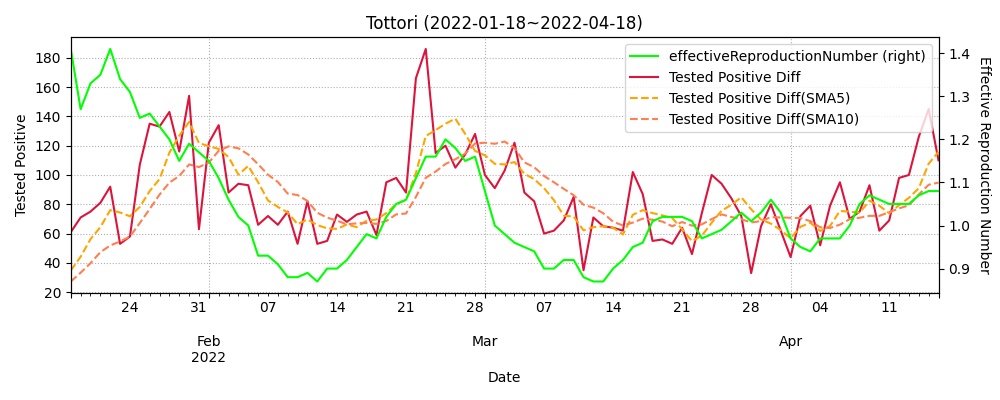 Tottori (2022-01-18~2022-04-18)
effectiveReproductionNumber (right)
Tested Positive Diff
Tested Positive Diff(SMA5)
Tested Positive Diff(SMA10)
Tested Positive
180
160
140
120
100
80
60
40
20
1.4
1.3
1.2
1.1
1.0
0.9
Effective Reproduction Number
24 31 07 14 21 28 07 14 21 28 04 11
Feb Mar Apr
2022
Date